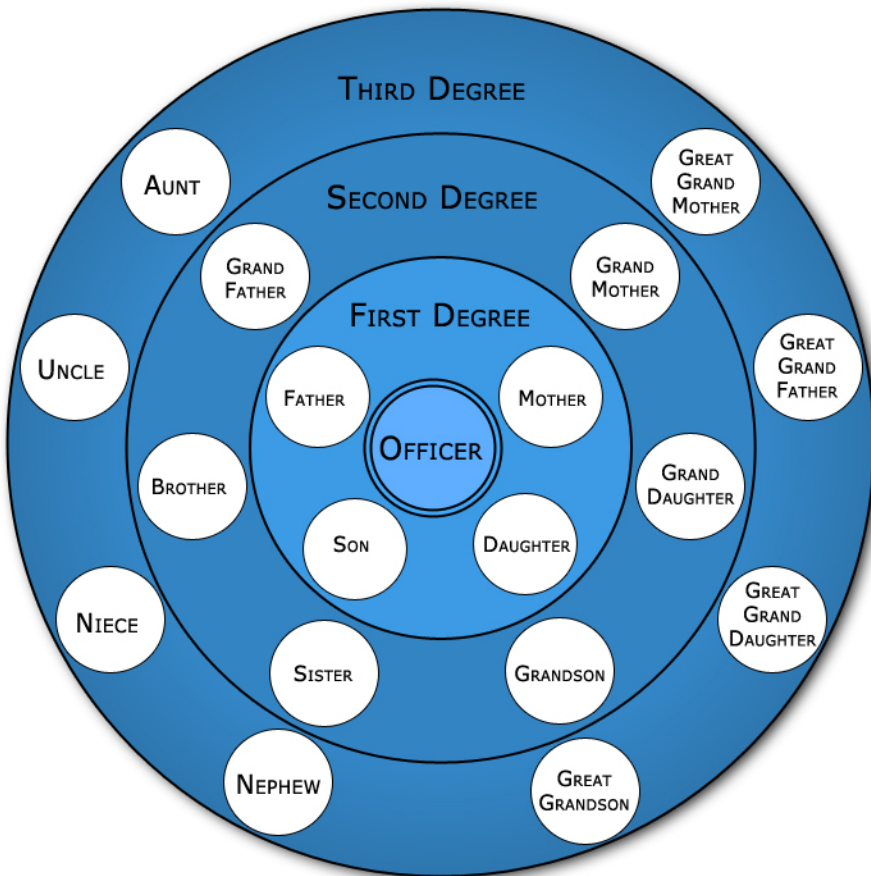 Third Degree
Aunt
Great
Grand
Mother
Second Degree
Grand
Father
Grand
Mother
First Degree
Uncle
Great
Grand
Father
Father
Mother
Officer
Brother
Grand
Daughter
Son
Daughter
Niece
Great
Grand
Daughter
Sister
Grandson
Nephew
Great
Grandson